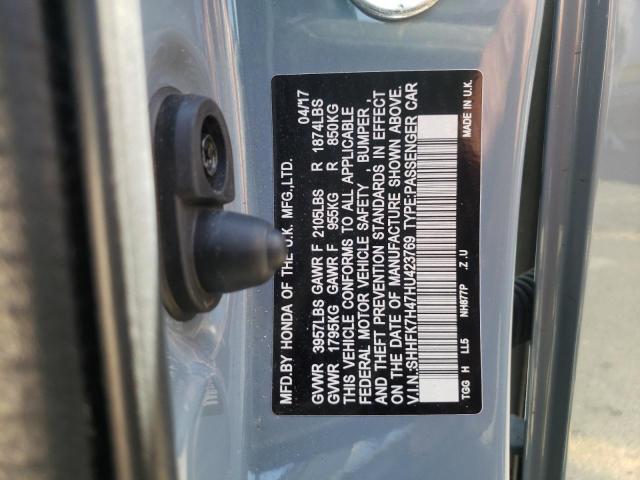 MFD.BY HONDA OF THE U.K. MFG.,LTD. 04/17
GVWR 3957LBS GAWR F 2105LBS R 1874LBS
GVWR 1795KG GAWR F 955KG R 850KG
THIS VEHICLE CONFORMS TO ALL APPLICABLE
FEDERAL MOTOR VEHICLE SAFETY, BUMPER,
AND THEFT PREVENTION STANDARDS IN EFFECT
ON THE DATE OF MANUFACTURE SHOWN ABOVE.
V.I.N.:SHHFK7H47HU423769 TYPE:PASSENGER CAR
TGG H LL5 NH877P Z.U MADE IN U.K.